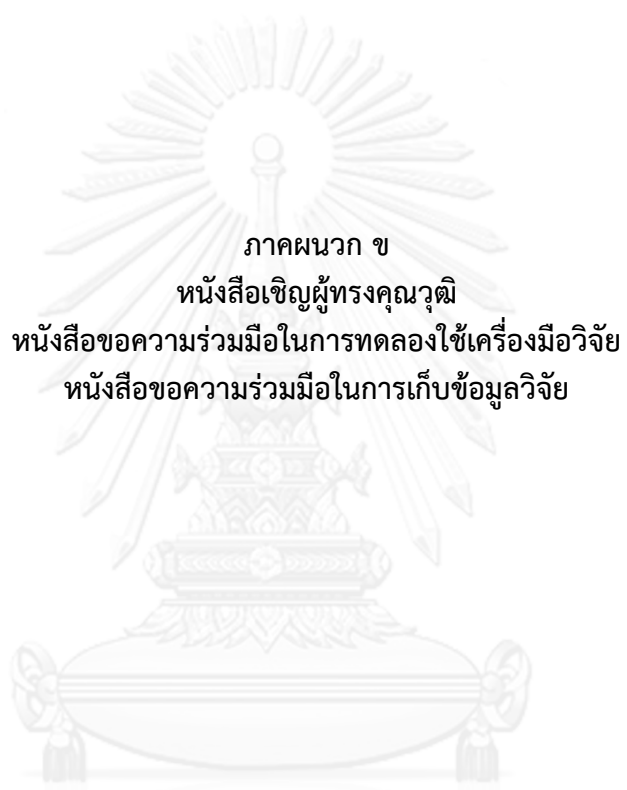 ภาคผนวก ข
หนังสือเชิญผู้ทรงคุณวุฒิ
หนังสือขอความร่วมมือในการทดลองใช้เครื่องมือวิจัย
หนังสือขอความร่วมมือในการเก็บข้อมูลวิจัย